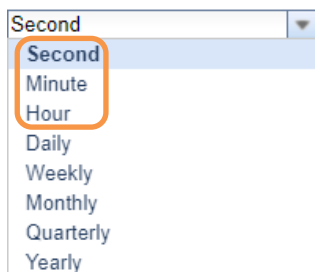 Second
Second
Minute
Hour
Daily
Weekly
Monthly
Quarterly
Yearly